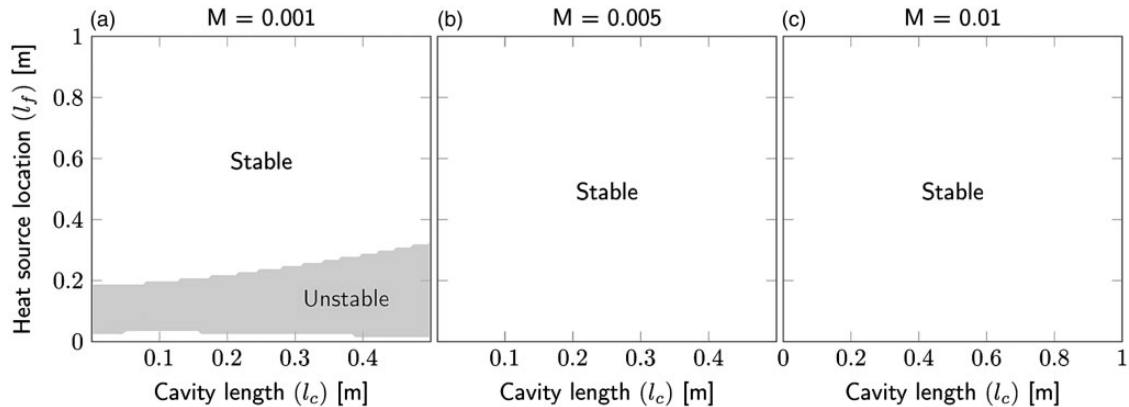 (a) M = 0.001
(b) M = 0.005
(c) M = 0.01
Heat source location (l_f) [m]
1
0.8
0.6
0.4
0.2
0
Stable
Unstable
Stable
Stable
0.1 0.2 0.3 0.4
0.1 0.2 0.3 0.4
0 0.2 0.4 0.6 0.8 1
Cavity length (l_c) [m]
Cavity length (l_c) [m]
Cavity length (l_c) [m]